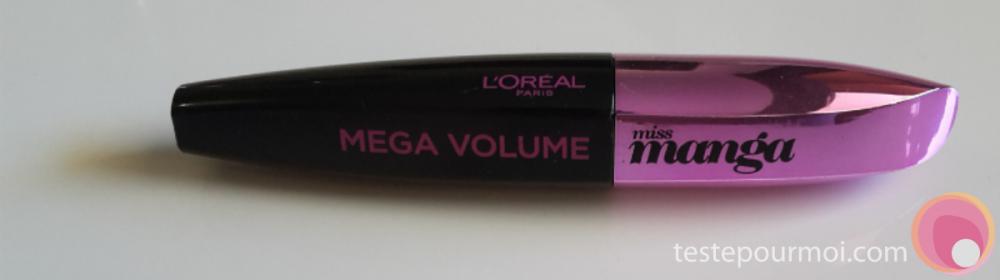 L'ORÉAL
PARIS
MEGA VOLUME
miss
manga
testepourmoi.com